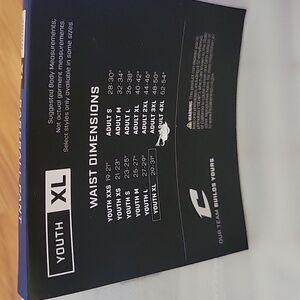 Suggested Body Measurements.
Not actual garment measurements.
Select styles only available in some sizes.
YOUTH XL
WAIST DIMENSIONS
YOUTH XXS 19-21"
YOUTH XS 21-23"
YOUTH S 23-25"
YOUTH M 25-27"
YOUTH L 27-29"
YOUTH XL 29-31"
ADULT S 28-30"
ADULT M 32-34"
ADULT L 36-38"
ADULT XL 40-42"
ADULT 2XL 44-46"
ADULT 3XL 48-50"
ADULT 4XL 52-54"
WARNING:
OUR TEAM BUILDS YOURS